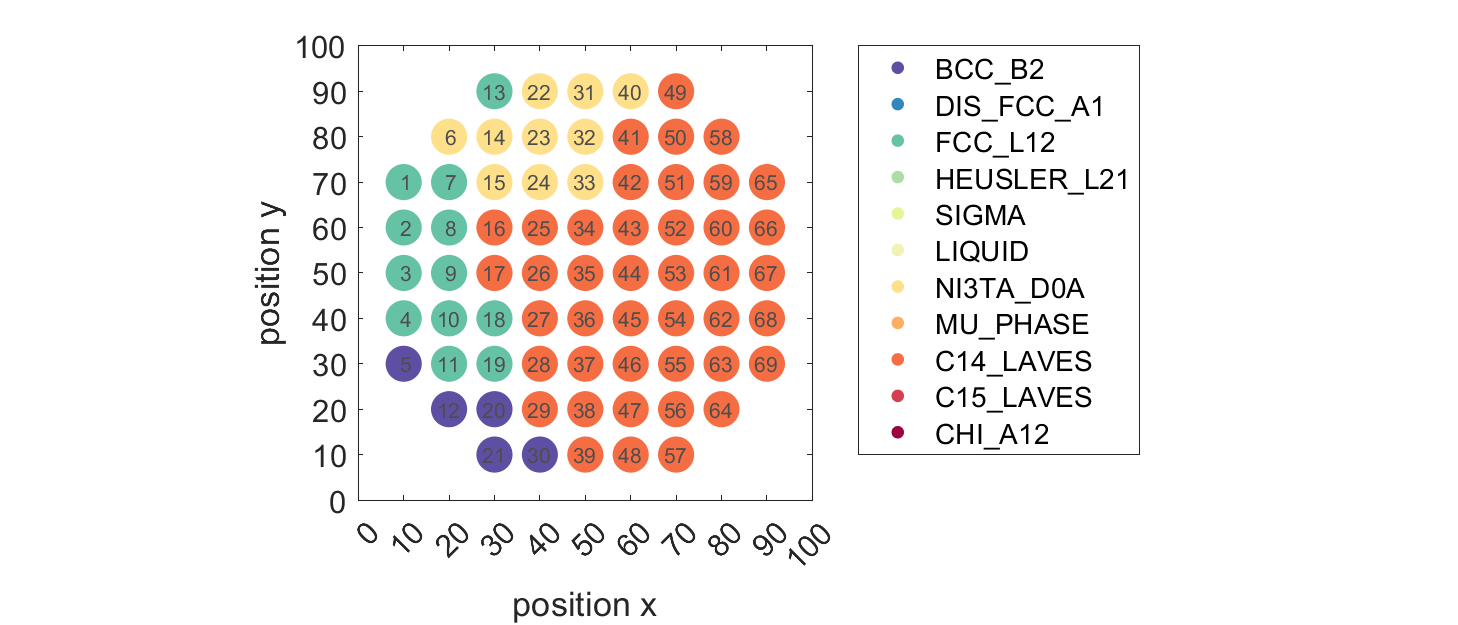 100
90
80
70
60
50
40
30
20
10
0
position y
13 22 31 40 49
6 14 23 32 41 50 58
1 7 15 24 33 42 51 59 65
2 8 16 25 34 43 52 60 66
3 9 17 26 35 44 53 61 67
4 10 18 27 36 45 54 62 68
5 11 19 28 37 46 55 63 69
12 20 29 38 47 56 64
21 30 39 48 57
0 10 20 30 40 50 60 70 80 90 100
position x
BCC_B2
DIS_FCC_A1
FCC_L12
HEUSLER_L21
SIGMA
LIQUID
NI3TA_D0A
MU_PHASE
C14_LAVES
C15_LAVES
CHI_A12